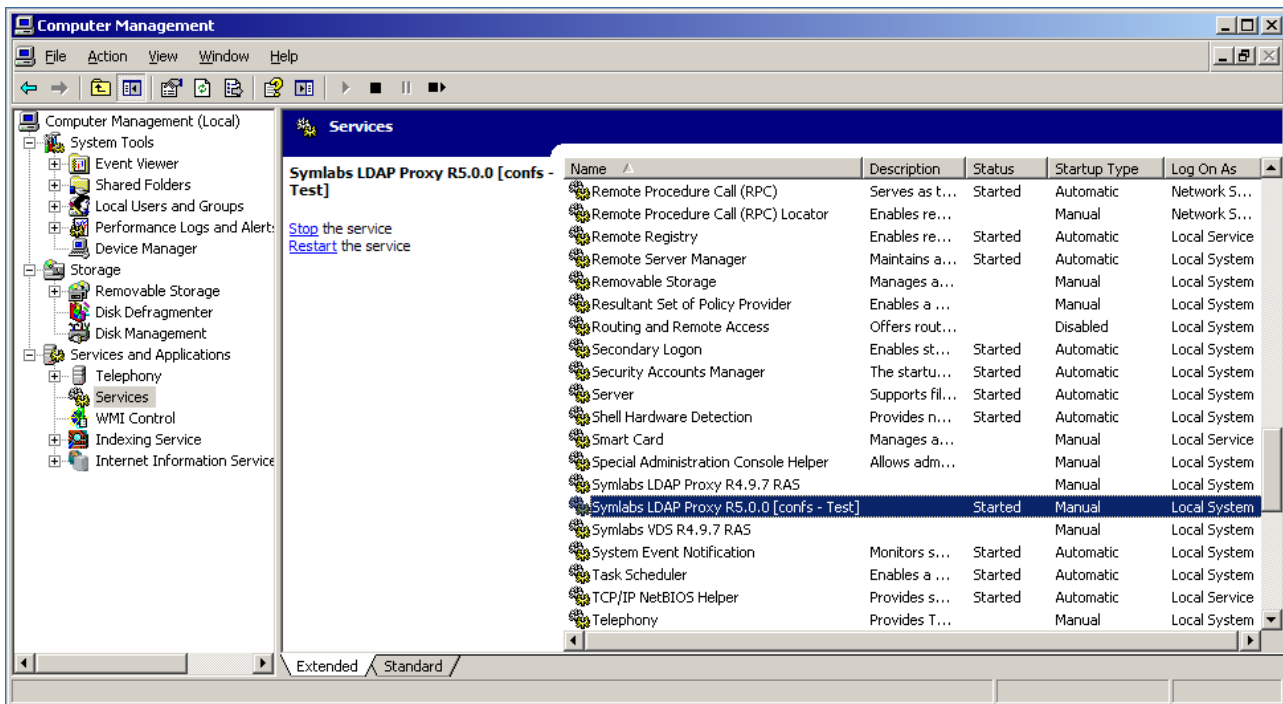 Computer Management
File Action View Window Help
Computer Management (Local)
System Tools
Event Viewer
Shared Folders
Local Users and Groups
Performance Logs and Alert
Device Manager
Storage
Removable Storage
Disk Defragmenter
Disk Management
Services and Applications
Telephony
Services
WMI Control
Indexing Service
Internet Information Service
Services
Symlabs LDAP Proxy R5.0.0 [confs -
Test]
Stop the service
Restart the service
Name Description Status Startup Type Log On As
Remote Procedure Call (RPC) Serves as t... Started Automatic Network S...
Remote Procedure Call (RPC) Locator Enables re... Manual Network S...
Remote Registry Enables re... Started Automatic Local Service
Remote Server Manager Maintains a... Started Automatic Local System
Removable Storage Manages a... Manual Local System
Resultant Set of Policy Provider Enables a ... Manual Local System
Routing and Remote Access Offers rout... Disabled Local System
Secondary Logon Enables st... Started Automatic Local System
Security Accounts Manager The startu... Started Automatic Local System
Server Supports fil... Started Automatic Local System
Shell Hardware Detection Provides n... Started Automatic Local System
Smart Card Manages a... Manual Local Service
Special Administration Console Helper Allows adm... Manual Local System
Symlabs LDAP Proxy R4.9.7 RAS Manual Local System
Symlabs LDAP Proxy R5.0.0 [confs - Test] Started Manual Local System
Symlabs VDS R4.9.7 RAS Manual Local System
System Event Notification Monitors s... Started Automatic Local System
Task Scheduler Enables a ... Started Automatic Local System
TCP/IP NetBIOS Helper Provides s... Started Automatic Local Service
Telephony Provides T... Manual Local System
Extended Standard